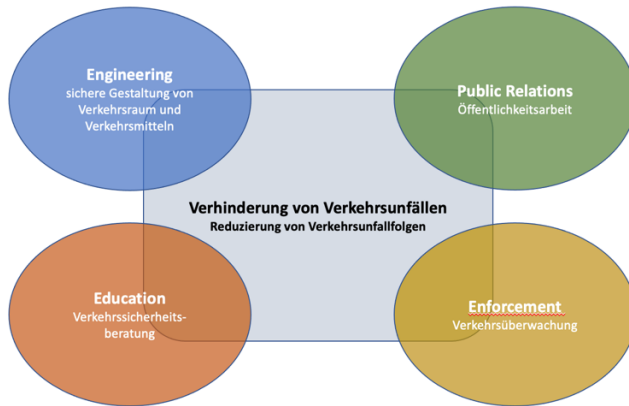 Engineering
sichere Gestaltung von
Verkehrsraum und
Verkehrsmitteln
Public Relations
Öffentlichkeitsarbeit
Verhinderung von Verkehrsunfällen
Reduzierung von Verkehrsunfallfolgen
Education
Verkehrssicherheits-
beratung
Enforcement
Verkehrsüberwachung